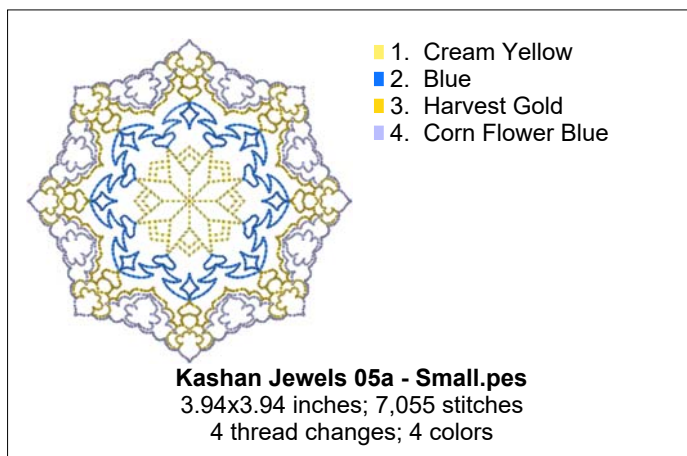 1. Cream Yellow
2. Blue
3. Harvest Gold
4. Corn Flower Blue
Kashan Jewels 05a - Small.pes
3.94x3.94 inches; 7,055 stitches
4 thread changes; 4 colors